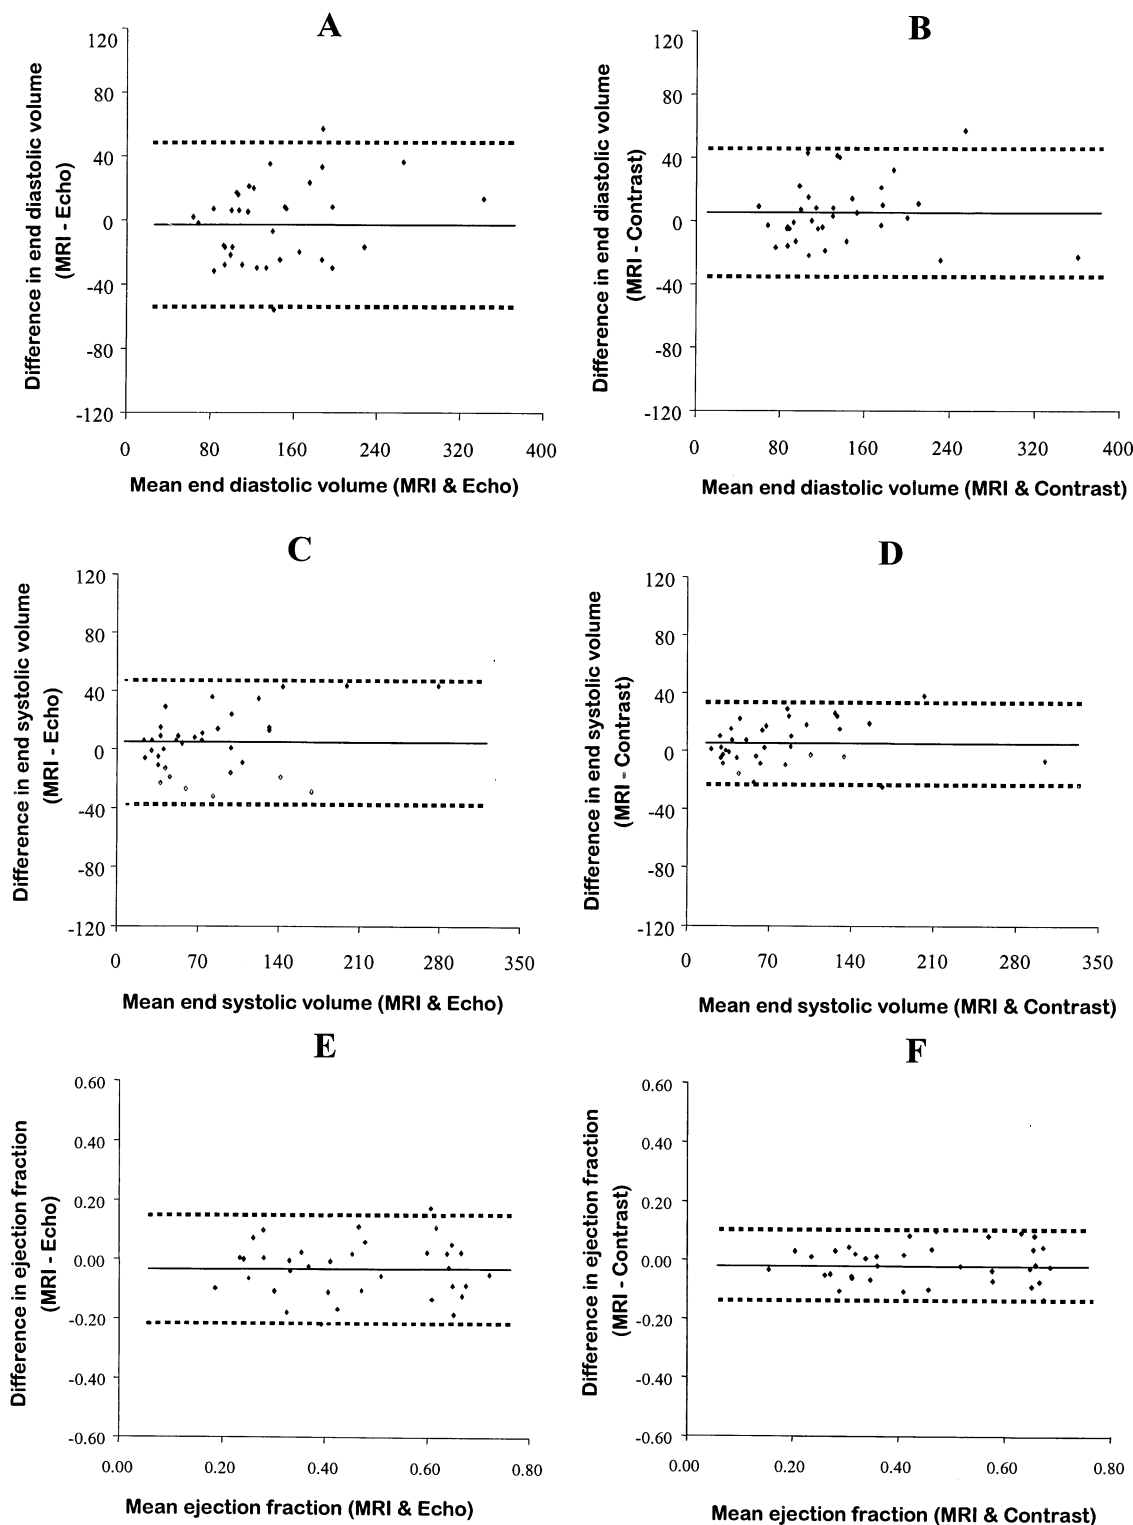 A
Difference in end diastolic volume
(MRI - Echo)
120
80
40
0
-40
-80
-120
0 80 160 240 320 400
Mean end diastolic volume (MRI & Echo)
B
Difference in end diastolic volume
(MRI - Contrast)
120
80
40
0
-40
-80
-120
0 80 160 240 320 400
Mean end diastolic volume (MRI & Contrast)
C
Difference in end systolic volume
(MRI - Echo)
120
80
40
0
-40
-80
-120
0 70 140 210 280 350
Mean end systolic volume (MRI & Echo)
D
Difference in end systolic volume
(MRI - Contrast)
120
80
40
0
-40
-80
-120
0 70 140 210 280 350
Mean end systolic volume (MRI & Contrast)
E
Difference in ejection fraction
(MRI - Echo)
0.60
0.40
0.20
0.00
-0.20
-0.40
-0.60
0.00 0.20 0.40 0.60 0.80
Mean ejection fraction (MRI & Echo)
F
Difference in ejection fraction
(MRI - Contrast)
0.60
0.40
0.20
0.00
-0.20
-0.40
-0.60
0.00 0.20 0.40 0.60 0.80
Mean ejection fraction (MRI & Contrast)